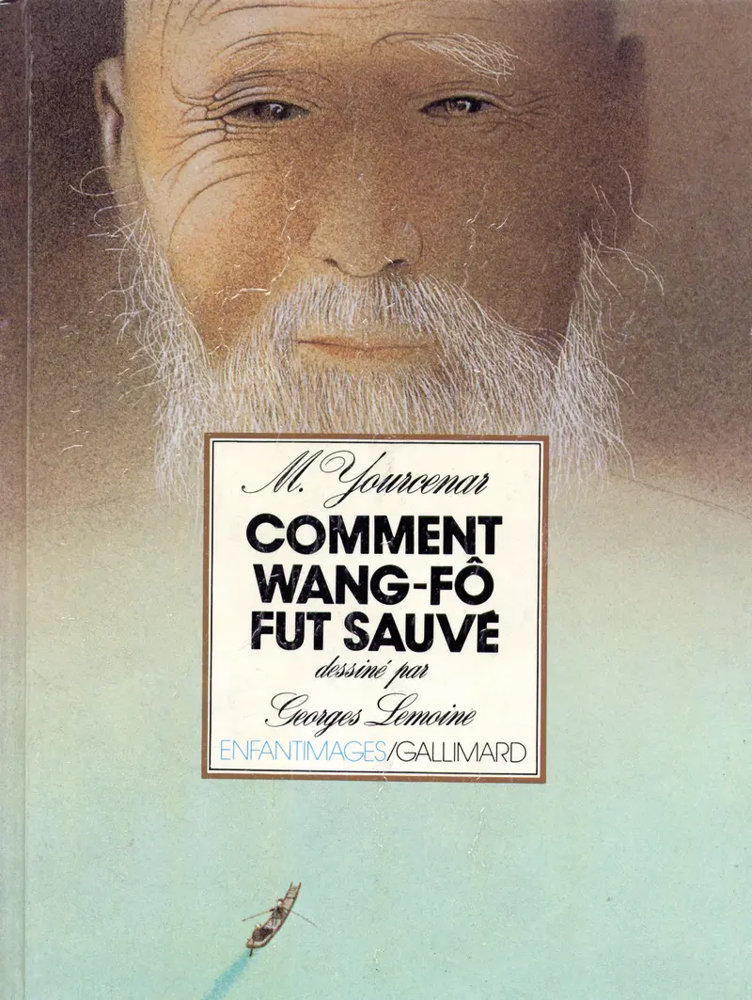 M. Yourcenar
COMMENT
WANG-FÔ
FUT SAUVÉ
dessiné par
Georges Lemoine
ENFANTIMAGES/GALLIMARD